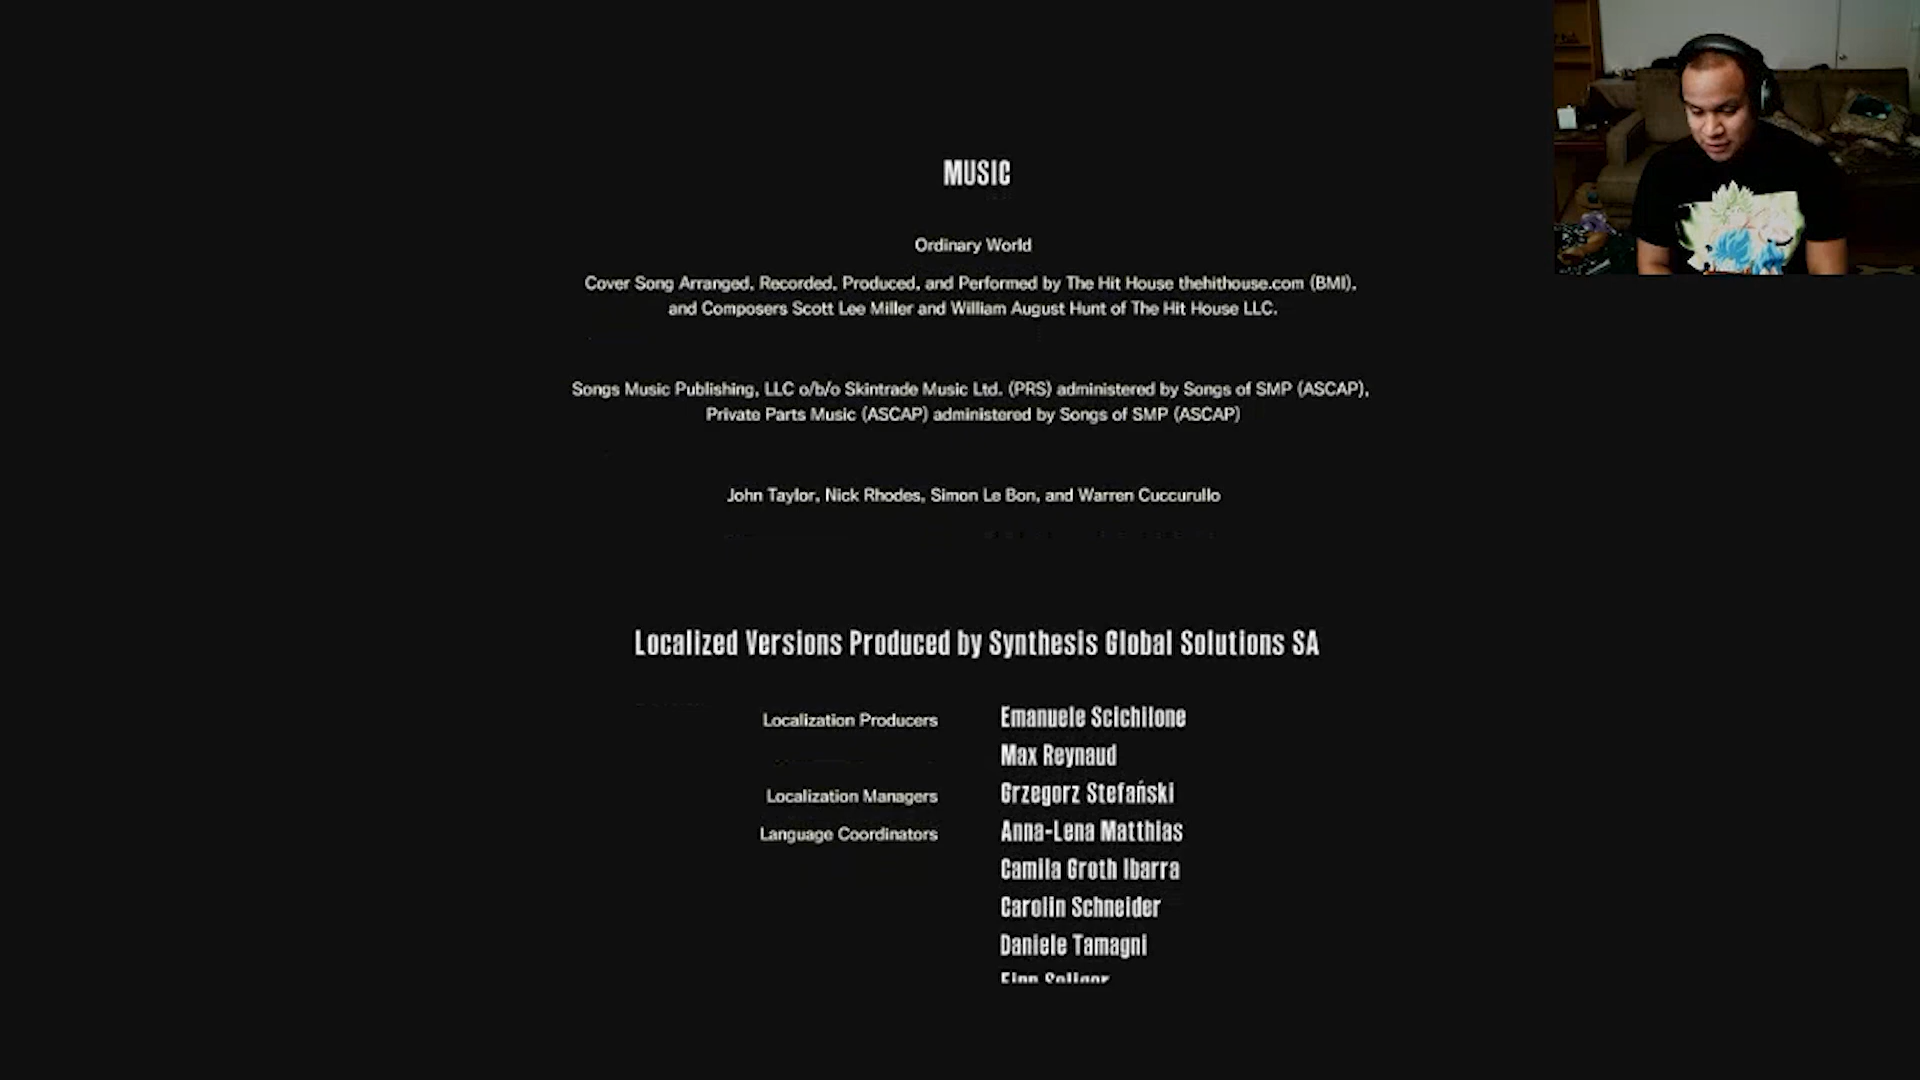 MUSIC
Ordinary World
Cover Song Arranged, Recorded, Produced, and Performed by The Hit House thehithouse.com (BMI),
and Composers Scott Lee Miller and William August Hunt of The Hit House LLC.
Songs Music Publishing, LLC o/b/o Skintrade Music Ltd. (PRS) administered by Songs of SMP (ASCAP),
Private Parts Music (ASCAP) administered by Songs of SMP (ASCAP)
John Taylor, Nick Rhodes, Simon Le Bon, and Warren Cuccurullo
Localized Versions Produced by Synthesis Global Solutions SA
Localization Producers Emanuele Scichilone
Max Reynaud
Localization Managers Grzegorz Stefański
Language Coordinators Anna-Lena Matthias
Camila Groth Ibarra
Carolin Schneider
Daniele Tamagni